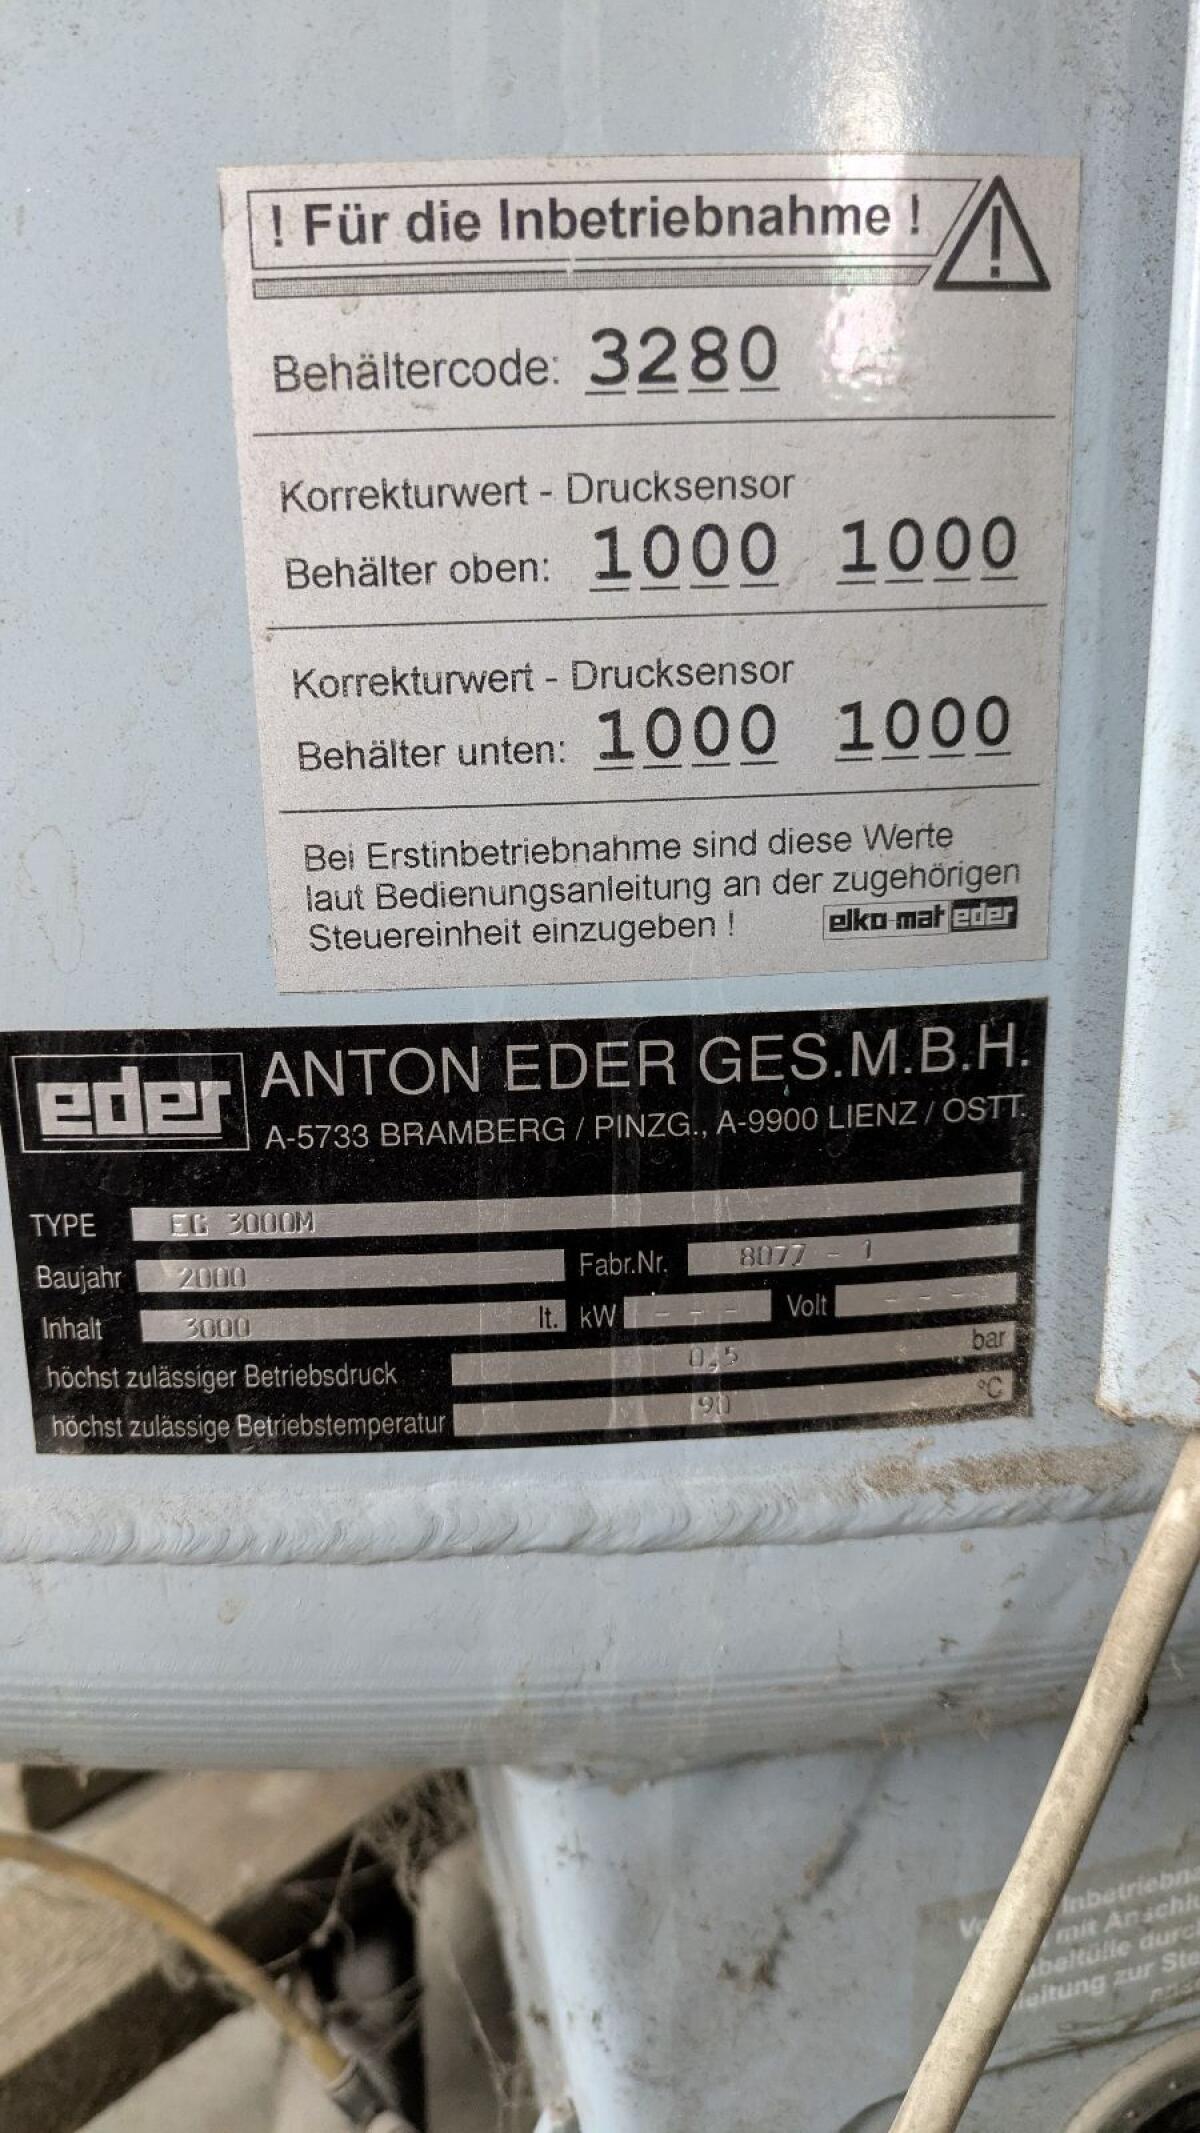 ! Für die Inbetriebnahme !
Behältercode: 3280
Korrekturwert - Drucksensor
Behälter oben: 1000 1000
Korrekturwert - Drucksensor
Behälter unten: 1000 1000
Bei Erstinbetriebnahme sind diese Werte
laut Bedienungsanleitung an der zugehörigen
Steuereinheit einzugeben !
elko-mat eder
eder
ANTON EDER GES.M.B.H.
A-5733 BRAMBERG / PINZG., A-9900 LIENZ / OSTT.
TYPE EG 3000M
Baujahr 2000 Fabr.Nr. 8077 - 1
Inhalt 3000 lt. kW - - - Volt - - - -
höchst zulässiger Betriebsdruck 0,5 bar
höchst zulässige Betriebstemperatur 90 °C
mit
zur